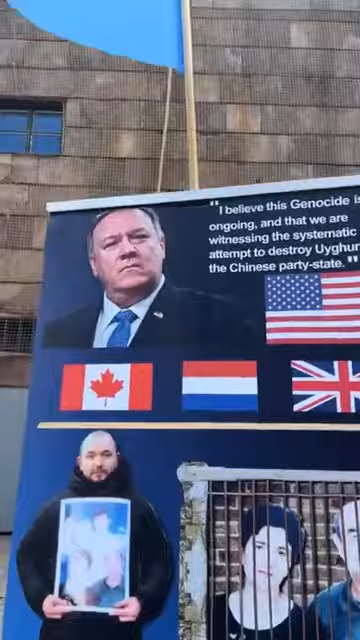 "I believe this Genocide is
ongoing, and that we are
witnessing the systematic
attempt to destroy Uyghur
the Chinese party-state."